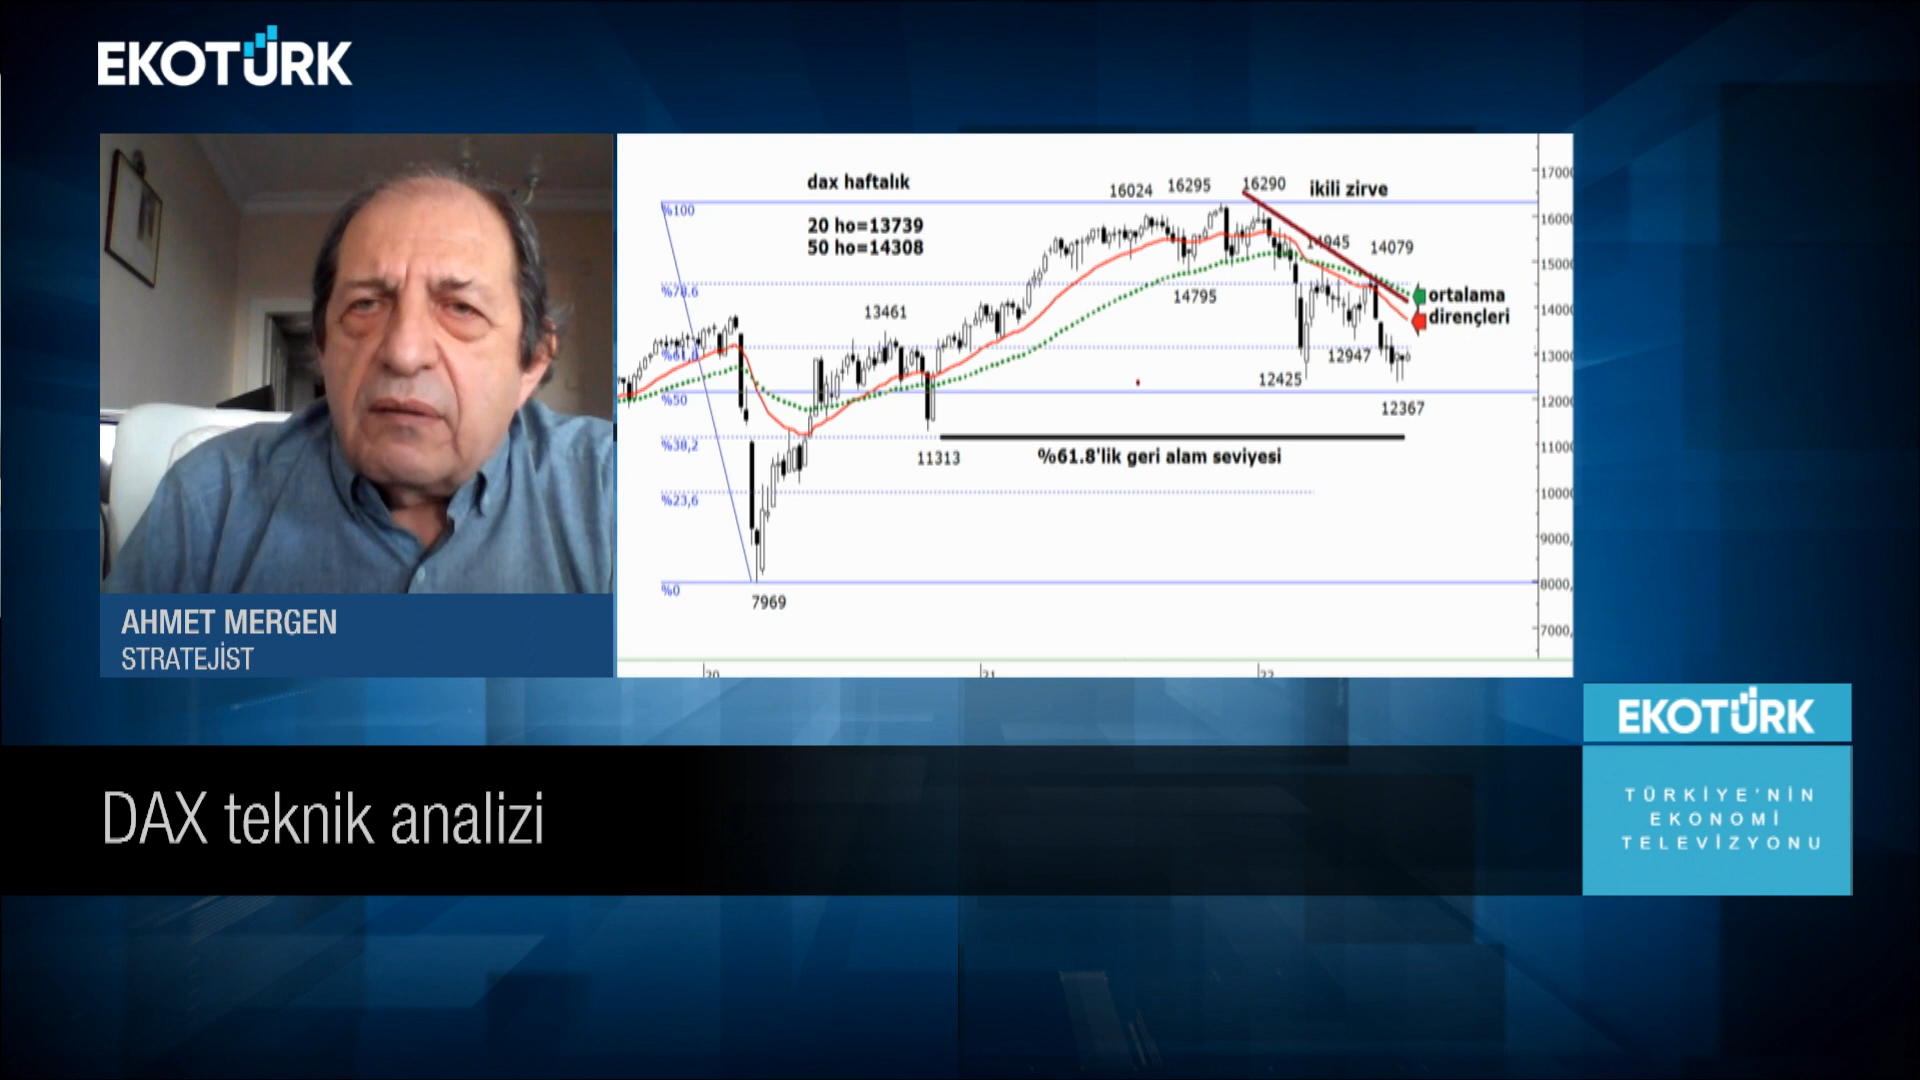 EKOTÜRK
dax haftalık
20 ho=13739
50 ho=14308
16024
16295
16290
ikili zirve
14945
14079
14795
13461
ortalama
dirençleri
12947
12425
12367
11313
%61.8'lik geri alam seviyesi
7969
%100
%78.6
%50
%38,2
%23,6
%0
17000
16000
15000
14000
13000
12000
11000
10000
9000,
8000,
7000,
AHMET MERGEN
STRATEJİST
EKOTÜRK
TÜRKİYE'NİN
EKONOMİ
TELEVİZYONU
DAX teknik analizi